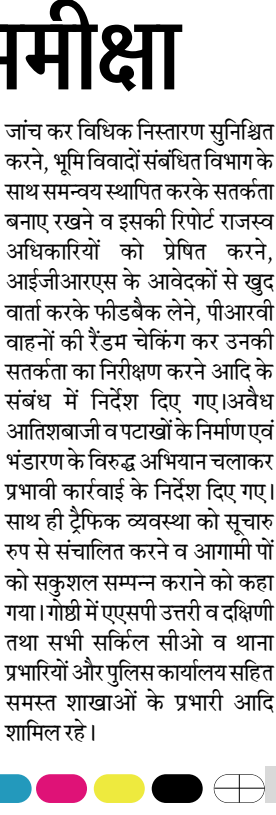 समीक्षा
जांच कर विधिक निस्तारण सुनिश्चित
करने, भूमि विवादों संबंधित विभाग के
साथ समन्वय स्थापित करके सतर्कता
बनाए रखने व इसकी रिपोर्ट राजस्व
अधिकारियों को प्रेषित करने,
आईजीआरएस के आवेदकों से खुद
वार्ता करके फीडबैक लेने, पीआरवी
वाहनों की रैंडम चेकिंग कर उनकी
सतर्कता का निरीक्षण करने आदि के
संबंध में निर्देश दिए गए।अवैध
आतिशबाजी व पटाखों के निर्माण एवं
भंडारण के विरुद्ध अभियान चलाकर
प्रभावी कार्रवाई के निर्देश दिए गए।
साथ ही ट्रैफिक व्यवस्था को सूचारु
रुप से संचालित करने व आगामी पों
को सकुशल सम्पन्न कराने को कहा
गया। गोष्ठी में एएसपी उत्तरी व दक्षिणी
तथा सभी सर्किल सीओ व थाना
प्रभारियों और पुलिस कार्यालय सहित
समस्त शाखाओं के प्रभारी आदि
शामिल रहे।